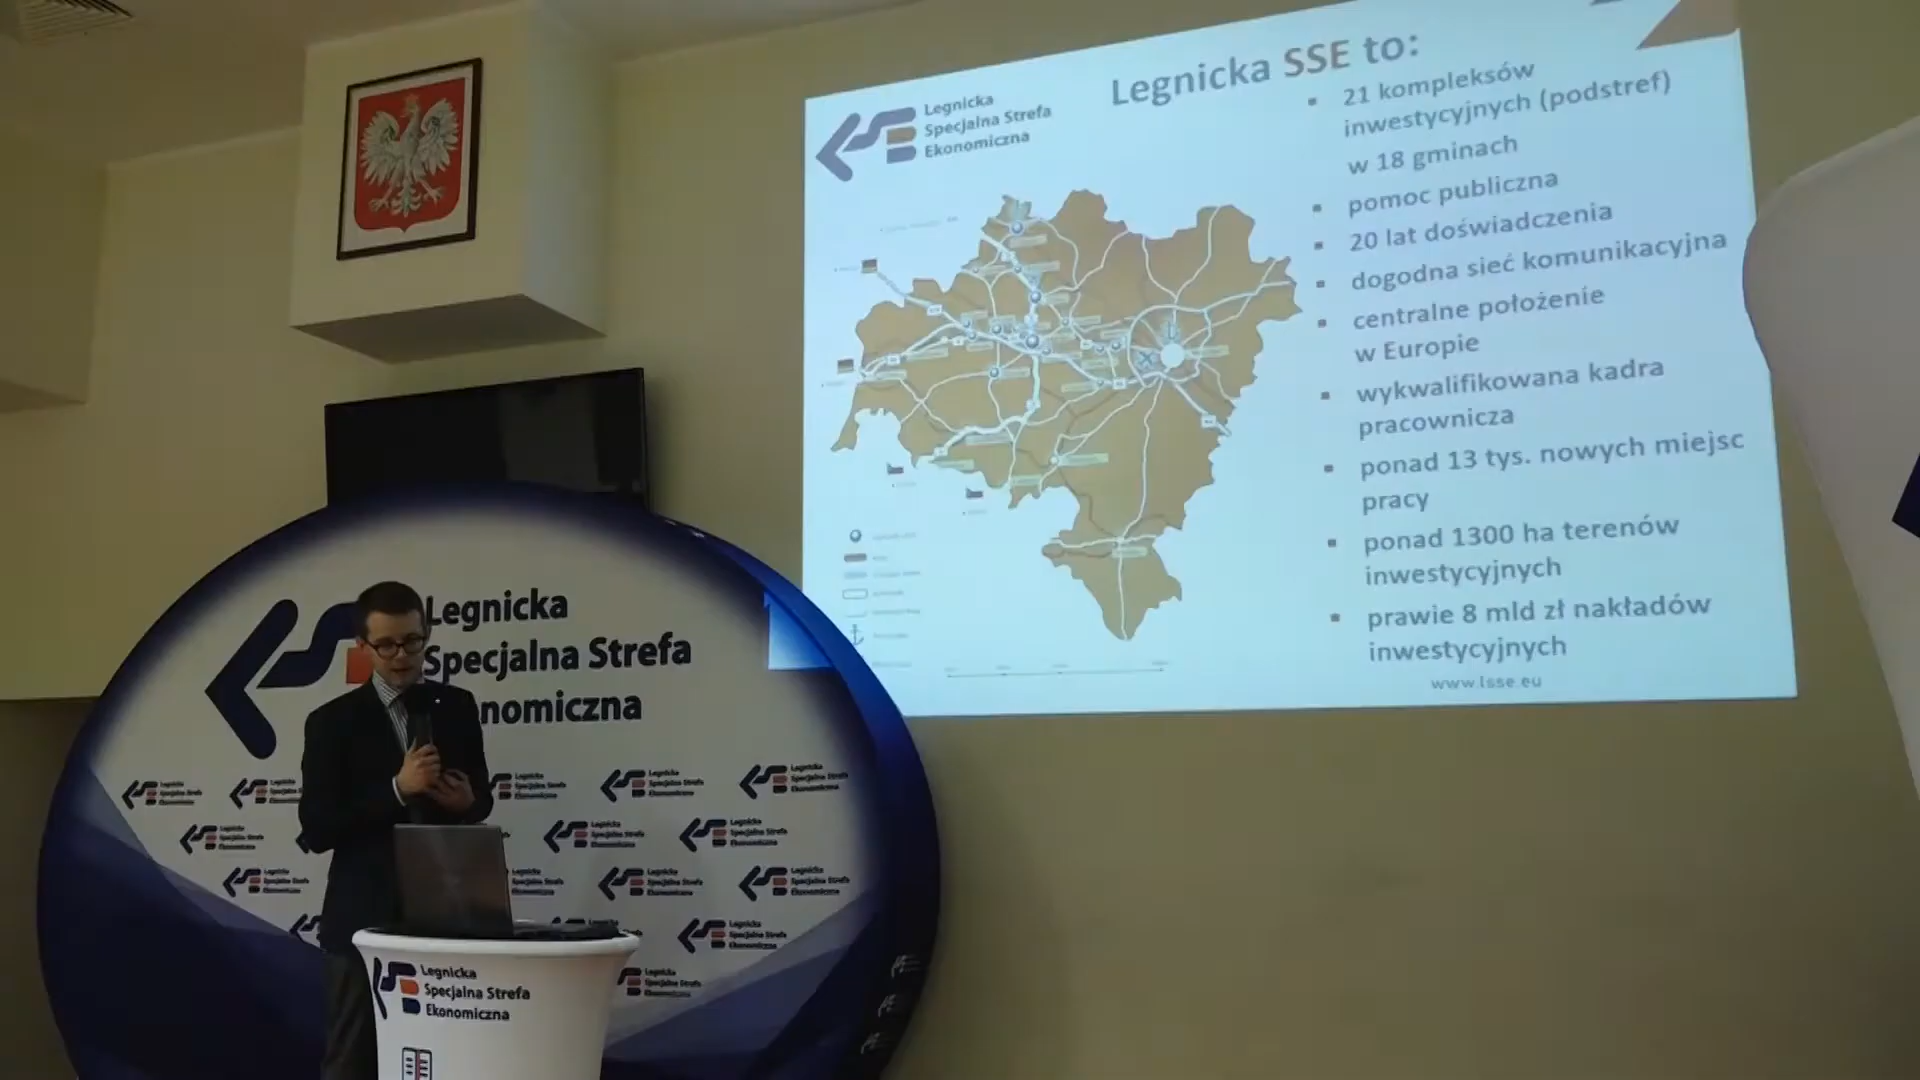 Legnicka SSE to:
Legnicka
Specjalna Strefa
Ekonomiczna
21 kompleksów
inwestycyjnych (podstref)
w 18 gminach
pomoc publiczna
20 lat doświadczenia
dogodna sieć komunikacyjna
centralne położenie
w Europie
wykwalifikowana kadra
pracownicza
ponad 13 tys. nowych miejsc
pracy
ponad 1300 ha terenów
inwestycyjnych
prawie 8 mld zł nakładów
inwestycyjnych
www.lsse.eu
Legnicka
Specjalna Strefa
nomiczna
Legnicka
Specjalna Strefa
Ekonomiczna